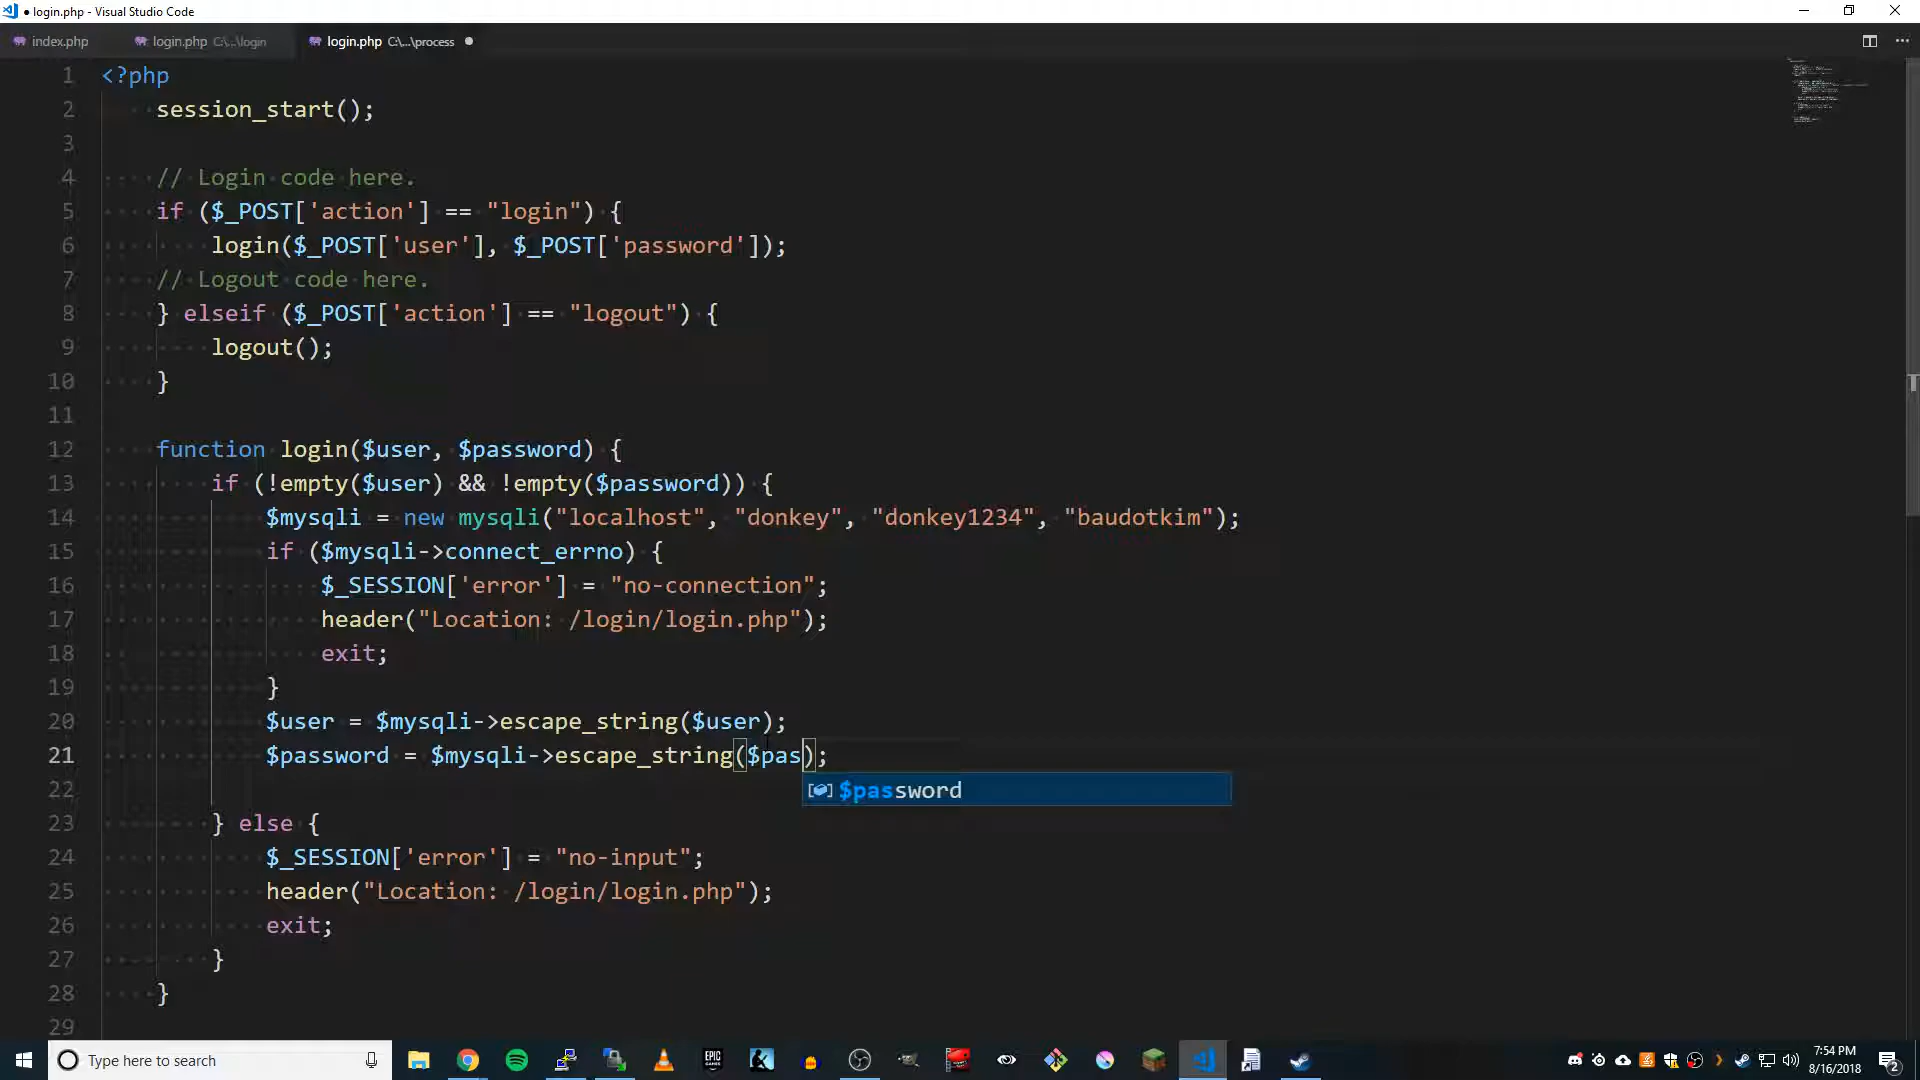 ● login.php - Visual Studio Code
index.php login.php C:\...\login login.php C:\...\process ●
1 <?php
2 session_start();
3
4 // Login code here.
5 if ($_POST['action'] == "login") {
6 login($_POST['user'], $_POST['password']);
7 // Logout code here.
8 } elseif ($_POST['action'] == "logout") {
9 logout();
10 }
11
12 function login($user, $password) {
13 if (!empty($user) && !empty($password)) {
14 $mysqli = new mysqli("localhost", "donkey", "donkey1234", "baudotkim");
15 if ($mysqli->connect_errno) {
16 $_SESSION['error'] = "no-connection";
17 header("Location: /login/login.php");
18 exit;
19 }
20 $user = $mysqli->escape_string($user);
21 $password = $mysqli->escape_string($pas);
22 $password
23 } else {
24 $_SESSION['error'] = "no-input";
25 header("Location: /login/login.php");
26 exit;
27 }
28 }
29
Type here to search
EPIC GAMES
7:54 PM
8/16/2018
2